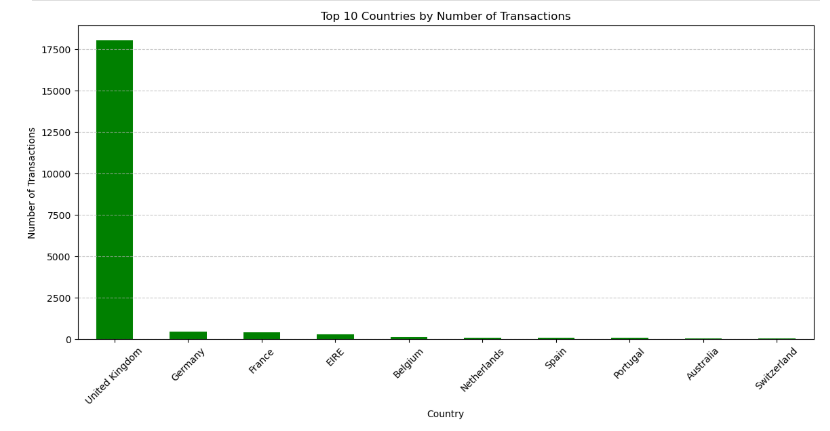 Top 10 Countries by Number of Transactions
Number of Transactions
17500
15000
12500
10000
7500
5000
2500
0
United Kingdom
Germany
France
EIRE
Belgium
Netherlands
Spain
Portugal
Australia
Switzerland
Country